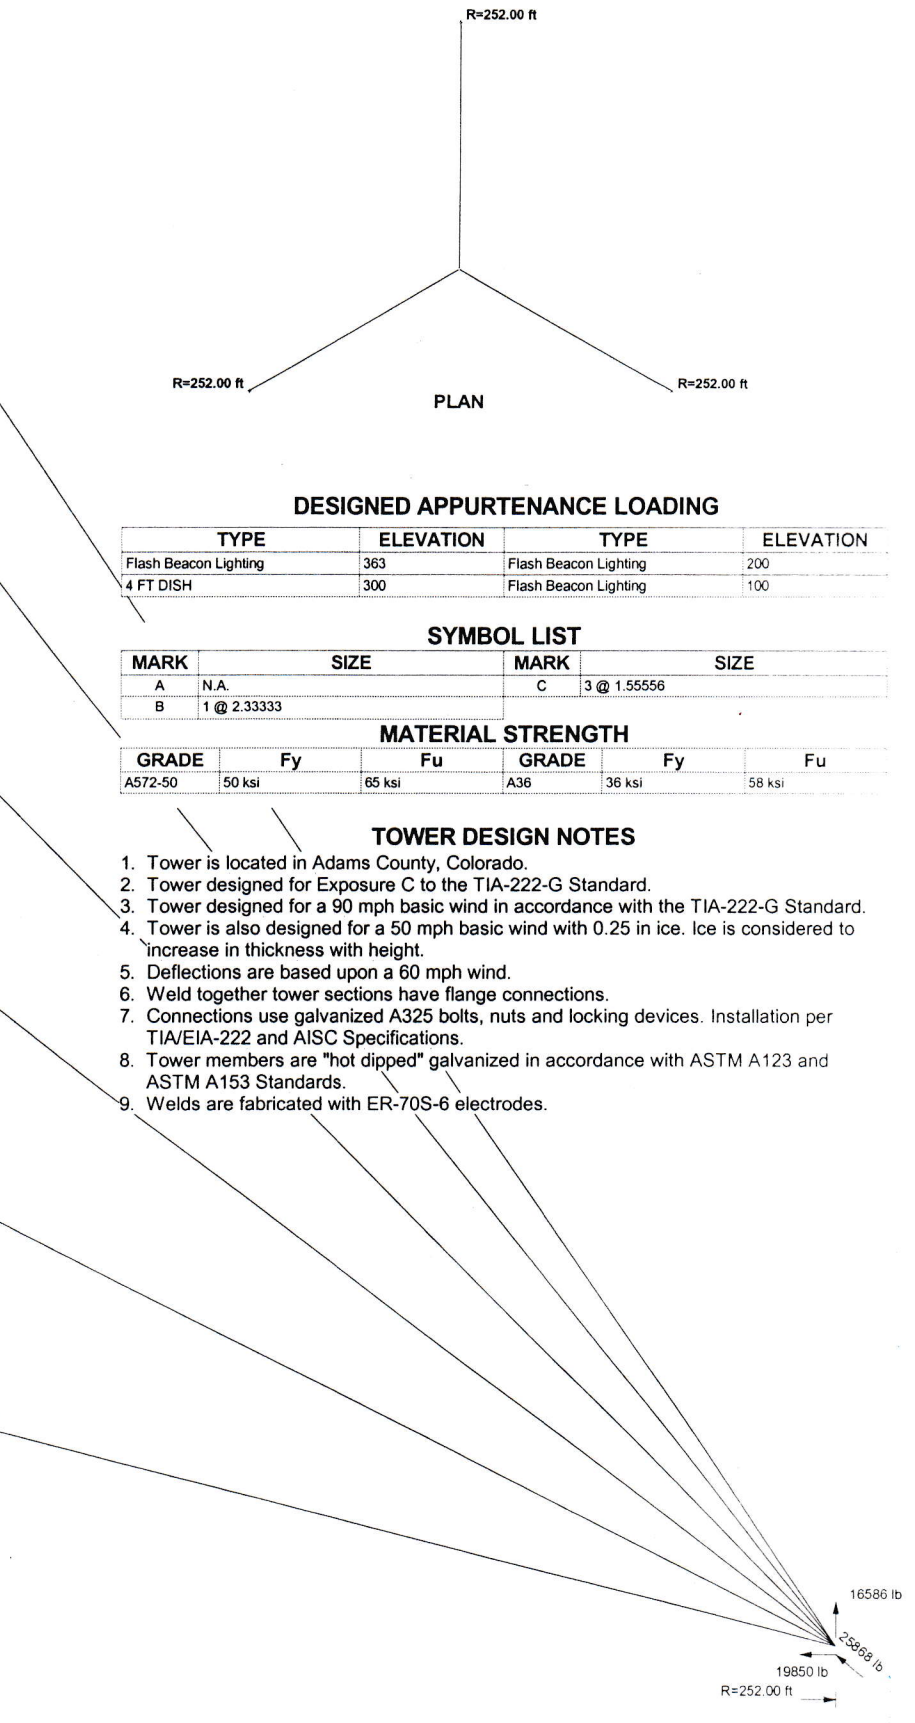 R=252.00 ft
R=252.00 ft
R=252.00 ft
PLAN
DESIGNED APPURTENANCE LOADING
TYPE ELEVATION TYPE ELEVATION
Flash Beacon Lighting 363 Flash Beacon Lighting 200
4 FT DISH 300 Flash Beacon Lighting 100
SYMBOL LIST
MARK SIZE MARK SIZE
A N.A. C 3 @ 1.55556
B 1 @ 2.33333
MATERIAL STRENGTH
GRADE Fy Fu GRADE Fy Fu
A572-50 50 ksi 65 ksi A36 36 ksi 58 ksi
TOWER DESIGN NOTES
1. Tower is located in Adams County, Colorado.
2. Tower designed for Exposure C to the TIA-222-G Standard.
3. Tower designed for a 90 mph basic wind in accordance with the TIA-222-G Standard.
4. Tower is also designed for a 50 mph basic wind with 0.25 in ice. Ice is considered to
increase in thickness with height.
5. Deflections are based upon a 60 mph wind.
6. Weld together tower sections have flange connections.
7. Connections use galvanized A325 bolts, nuts and locking devices. Installation per
TIA/EIA-222 and AISC Specifications.
8. Tower members are "hot dipped" galvanized in accordance with ASTM A123 and
ASTM A153 Standards.
9. Welds are fabricated with ER-70S-6 electrodes.
16586 lb
25868 lb
19850 lb
R=252.00 ft